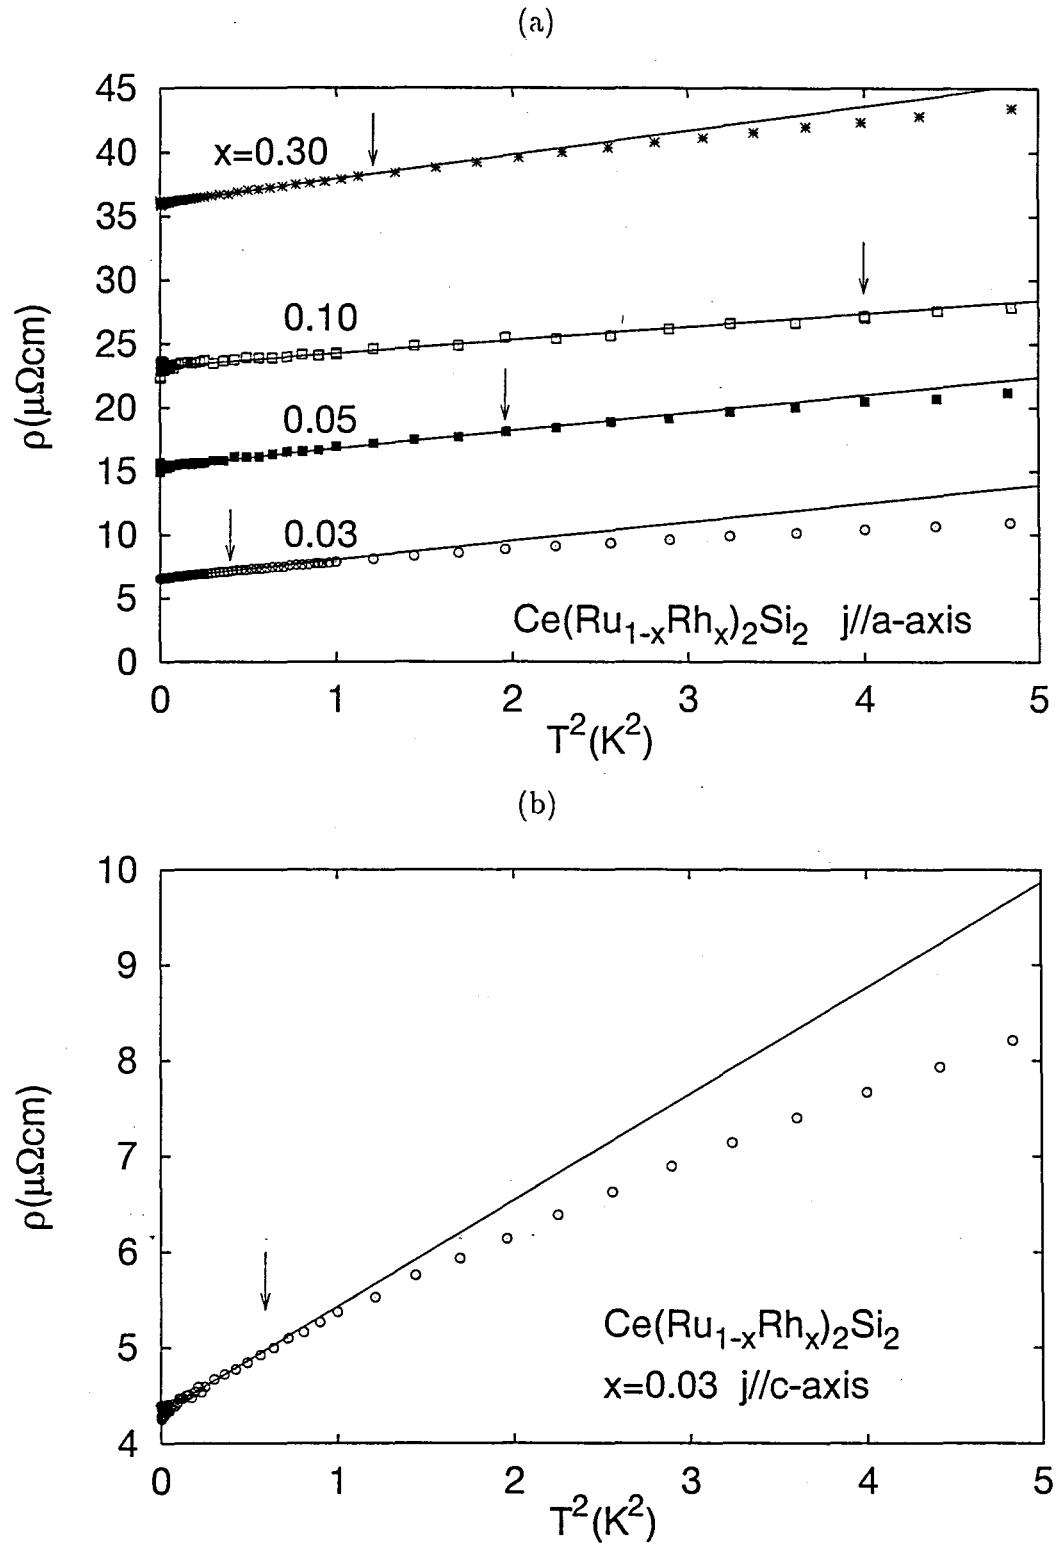 (a)
45
40
35
30
25
20
15
10
5
0
ρ(μΩcm)
x=0.30
0.10
0.05
0.03
Ce(Ru₁₋ₓRhₓ)₂Si₂ j//a-axis
0 1 2 3 4 5
T²(K²)
(b)
10
9
8
7
6
5
4
ρ(μΩcm)
Ce(Ru₁₋ₓRhₓ)₂Si₂
x=0.03 j//c-axis
0 1 2 3 4 5
T²(K²)